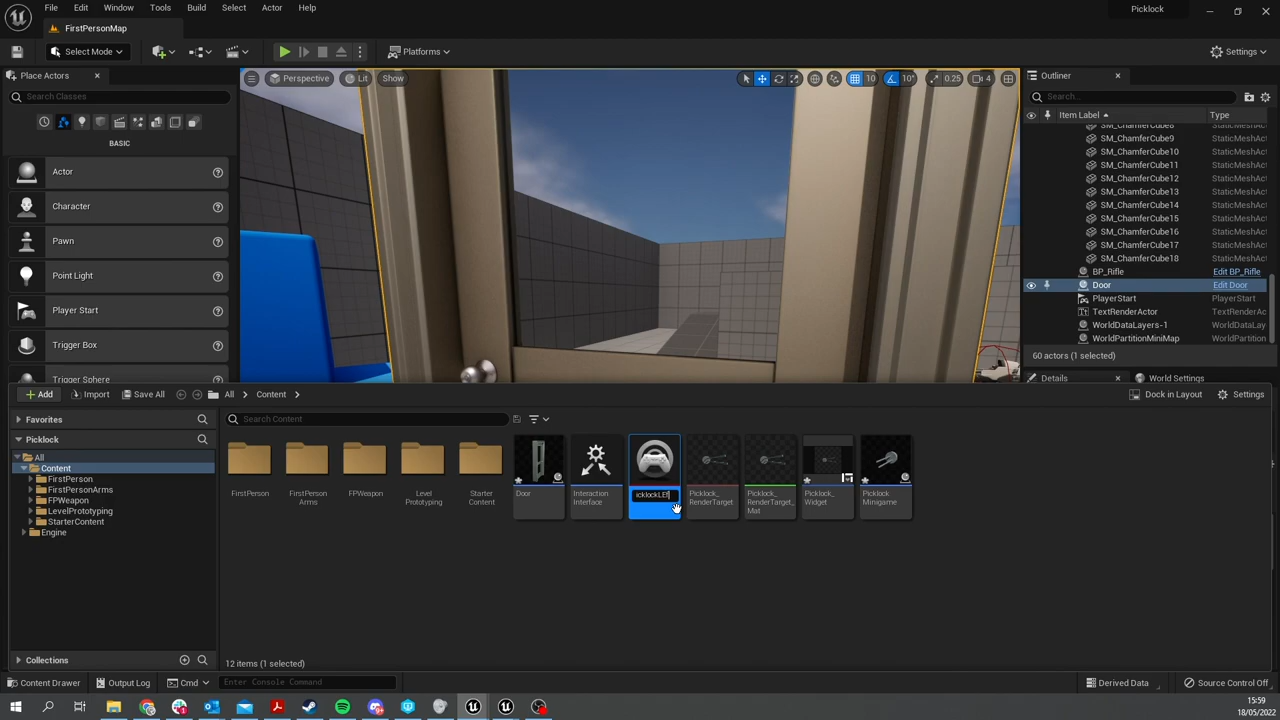 File Edit Window Tools Build Select Actor Help
Picklock
FirstPersonMap
Select Mode
Platforms
Settings
Place Actors
Search Classes
BASIC
Actor
Character
Pawn
Point Light
Player Start
Trigger Box
Trigger Sphere
Perspective Lit Show
10 10° 0.25 4
Outliner
Search...
Item Label Type
SM_ChamferCube8 StaticMeshAct
SM_ChamferCube9 StaticMeshAct
SM_ChamferCube10 StaticMeshAct
SM_ChamferCube11 StaticMeshAct
SM_ChamferCube12 StaticMeshAct
SM_ChamferCube13 StaticMeshAct
SM_ChamferCube14 StaticMeshAct
SM_ChamferCube15 StaticMeshAct
SM_ChamferCube16 StaticMeshAct
SM_ChamferCube17 StaticMeshAct
SM_ChamferCube18 StaticMeshAct
BP_Rifle Edit BP_Rifle
Door Edit Door
PlayerStart PlayerStart
TextRenderActor TextRenderAc
WorldDataLayers-1 WorldDataLay
WorldPartitionMiniMap WorldPartition
60 actors (1 selected)
Details World Settings
Add Import Save All All Content
Dock in Layout Settings
Favorites
Picklock
All
Content
FirstPerson
FirstPersonArms
FPWeapon
LevelPrototyping
StarterContent
Engine
Collections
Search Content
FirstPerson
FirstPerson
Arms
FPWeapon
Level
Prototyping
Starter
Content
Door
Interaction
Interface
icklockLEf
Picklock_
RenderTarget
Picklock_
RenderTarget_
Mat
Picklock_
Widget
Picklock
Minigame
12 items (1 selected)
Content Drawer Output Log Cmd Enter Console Command
Derived Data Source Control Off
15:59
18/05/2022